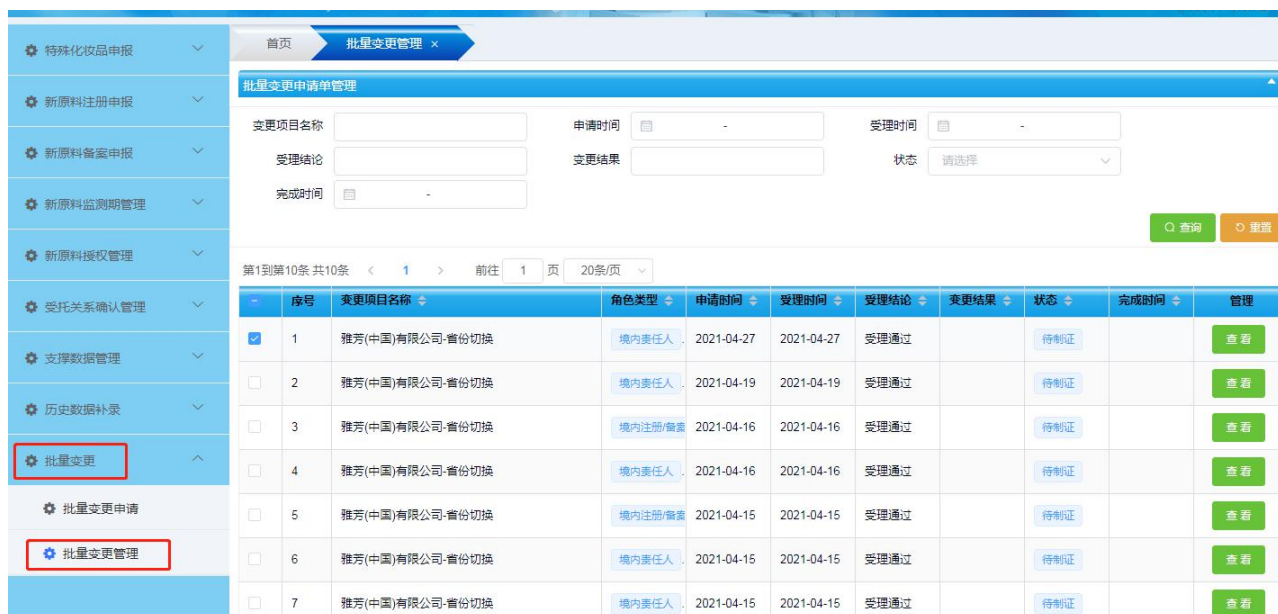 首页 批量变更管理 ×
特殊化妆品申报
新原料注册申报
新原料备案申报
新原料监测期管理
新原料授权管理
受托关系确认管理
支撑数据管理
历史数据补录
批量变更
批量变更申请
批量变更管理
批量变更申请单管理
变更项目名称 申请时间 - 受理时间 -
受理结论 变更结果 状态 请选择
完成时间 -
查询 重置
第1到第10条 共10条 < 1 > 前往 1 页 20条/页
序号 变更项目名称 角色类型 申请时间 受理时间 受理结论 变更结果 状态 完成时间 管理
1 雅芳(中国)有限公司-省份切换 境内责任人 . 2021-04-27 2021-04-27 受理通过 待制证 查看
2 雅芳(中国)有限公司-省份切换 境内责任人 . 2021-04-19 2021-04-19 受理通过 待制证 查看
3 雅芳(中国)有限公司-省份切换 境内注册/备案 2021-04-16 2021-04-16 受理通过 待制证 查看
4 雅芳(中国)有限公司-省份切换 境内责任人 . 2021-04-16 2021-04-16 受理通过 待制证 查看
5 雅芳(中国)有限公司-省份切换 境内注册/备案 2021-04-15 2021-04-15 受理通过 待制证 查看
6 雅芳(中国)有限公司-省份切换 境内责任人 . 2021-04-15 2021-04-15 受理通过 待制证 查看
7 雅芳(中国)有限公司-省份切换 境内责任人 . 2021-04-15 2021-04-15 受理通过 待制证 查看